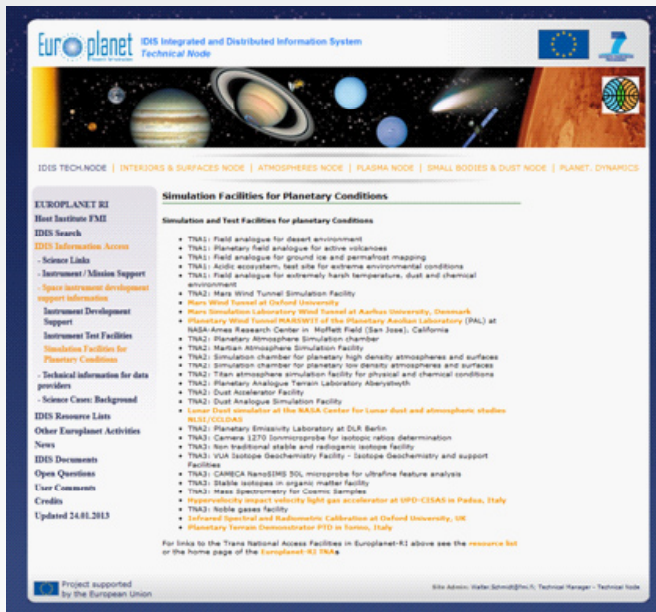 Europlanet
IDIS Integrated and Distributed Information System
Technical Node
IDIS TECH.NODE | INTERIORS & SURFACES NODE | ATMOSPHERES NODE | PLASMA NODE | SMALL BODIES & DUST NODE | PLANET. DYNAMICS
EUROPLANET RI
Host Institute FMI
IDIS Search
IDIS Information Access
- Science Links
- Instrument / Mission Support
- Space instrument development
support information
Instrument Development
Support
Instrument Test Facilities
Simulation Facilities for
Planetary Conditions
- Technical information for data
providers
- Science Cases: Background
IDIS Resource Lists
Other Europlanet Activities
News
IDIS Documents
Open Questions
User Comments
Credits
Updated 24.01.2013
Simulation Facilities for Planetary Conditions
Simulation and Test Facilities for planetary Conditions
TNA1: Field analogue for desert environment
TNA1: Planetary field analogue for active volcanoes
TNA1: Field analogue for ground ice and permafrost mapping
TNA1: Acidic ecosystem, test site for extreme environmental conditions
TNA1: Field analogue for extremely harsh temperature, dust and chemical
environment
TNA2: Mars Wind Tunnel Simulation Facility
Mars Wind Tunnel at Oxford University
Mars Simulation Laboratory Wind Tunnel at Aarhus University, Denmark
Planetary Wind Tunnel MARSWIT of the Planetary Aeolian Laboratory (PAL) at
NASA-Ames Research Center in Moffett Field (San Jose), California
TNA2: Planetary Atmosphere Simulation chamber
TNA2: Martian Atmosphere Simulation Facility
TNA2: Simulation chamber for planetary high density atmospheres and surfaces
TNA2: Simulation chamber for planetary low density atmospheres and surfaces
TNA2: Titan atmosphere simulation facility for physical and chemical conditions
TNA2: Planetary Analogue Terrain Laboratory Aberystwyth
TNA2: Dust Accelerator Facility
TNA2: Dust Analogue Simulation Facility
Lunar Dust simulator at the NASA Center for Lunar dust and atmospheric studies
NLSI/CCLDAS
TNA2: Planetary Emissivity Laboratory at DLR Berlin
TNA3: Camera 1270 Ionmicroprobe for isotopic ratios determination
TNA3: Non traditional stable and radiogenic isotope facility
TNA3: VUA Isotope Geochemistry Facility - Isotope Geochemistry and support
Facilities
TNA3: CAMECA NanoSIMS 50L microprobe for ultrafine feature analysis
TNA3: Stable isotopes in organic matter facility
TNA3: Mass Spectrometry for Cosmic Samples
Hypervelocity impact velocity light gas accelerator at UPD-CISAS in Padua, Italy
TNA3: Noble gases facility
Infrared Spectral and Radiometric Calibration at Oxford University, UK
Planetary Terrain Demonstrator PTD in Torino, Italy
For links to the Trans National Access Facilities in Europlanet-RI above see the resource list
or the home page of the Europlanet-RI TNAs
Project supported
by the European Union
Site Admin: Walter.Schmidt@fmi.fi; Technical Manager - Technical Node